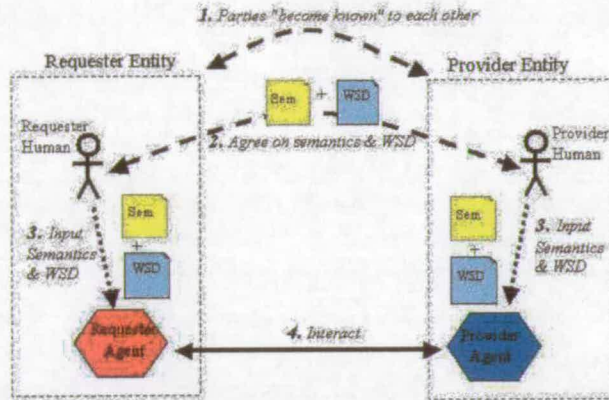 1. Parties "become known" to each other
Requester Entity
Provider Entity
Sem
+
WSD
Requester
Human
Provider
Human
2. Agree on semantics & WSD
Sem
+
WSD
3. Input
Semantics
& WSD
Sem
+
WSD
3. Input
Semantics
& WSD
Requester
Agent
4. Interact
Provider
Agent